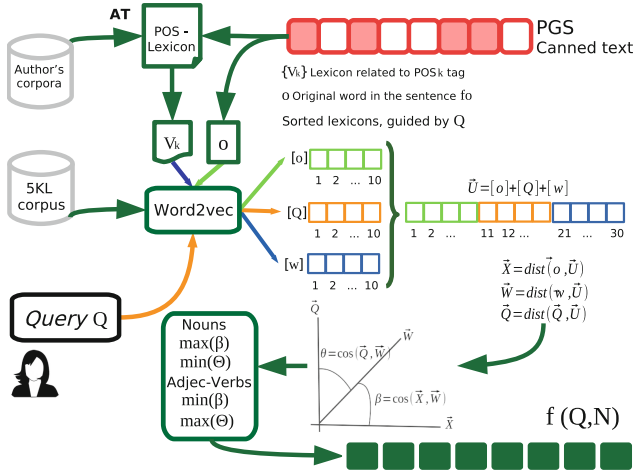 AT
POS -
Lexicon
PGS
Canned text
Author's
corpora
{Vk} Lexicon related to POSk tag
o Original word in the sentence fo
Sorted lexicons, guided by Q
Vk
o
[o]
1 2 ... 10
5KL
corpus
Word2vec
[Q]
1 2 ... 10
[w]
1 2 ... 10
U⃗=[o]+[Q]+[w]
1 2 ... 11 12... 21 ... 30
X⃗=dist(o⃗,U⃗)
W⃗=dist(w⃗,U⃗)
Q⃗=dist(Q⃗,U⃗)
Query Q
Nouns
max(β)
min(Θ)
Adjec-Verbs
min(β)
max(Θ)
Q⃗
W⃗
θ=cos(Q⃗,W⃗)
β=cos(X⃗,W⃗)
X⃗
f (Q,N)